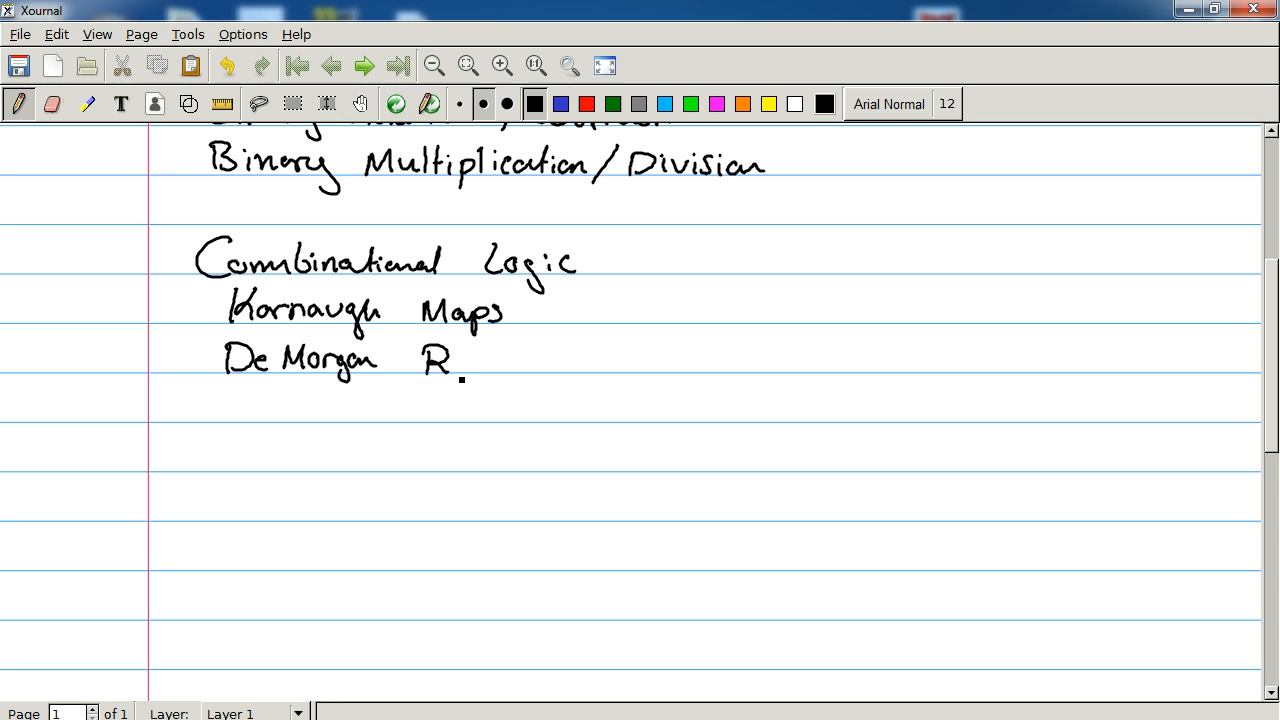 Xournal
File Edit View Page Tools Options Help
T Arial Normal 12
Binary Multiplication/Division
Combinational Logic
Karnaugh Maps
De Morgan R
Page 1 of 1 Layer: Layer 1